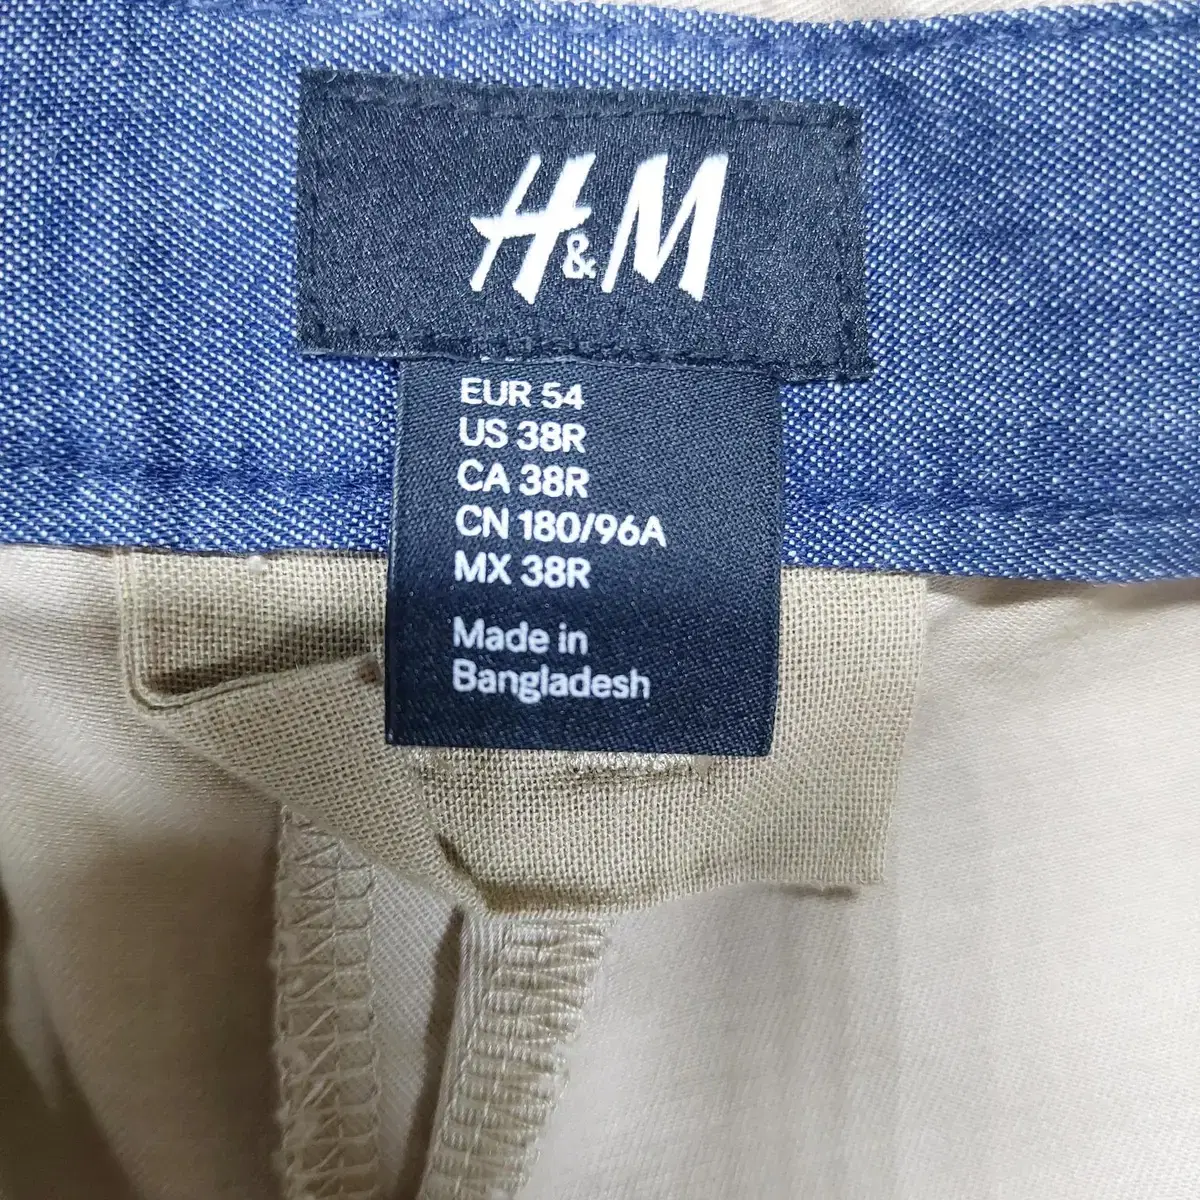 H&M
EUR 54
US 38R
CA 38R
CN 180/96A
MX 38R
Made in
Bangladesh